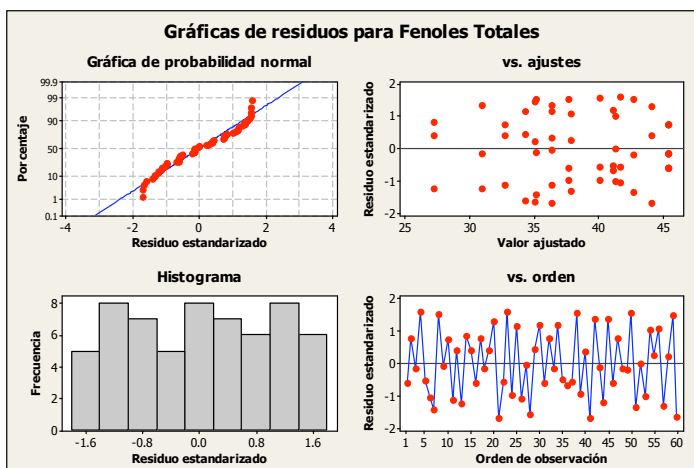 Gráficas de residuos para Fenoles Totales
Gráfica de probabilidad normal
99.9
99
90
50
10
1
0.1
Porcentaje
-4 -2 0 2 4
Residuo estandarizado
vs. ajustes
2
1
0
-1
-2
Residuo estandarizado
25 30 35 40 45
Valor ajustado
Histograma
8
6
4
2
0
Frecuencia
-1.6 -0.8 0.0 0.8 1.6
Residuo estandarizado
vs. orden
2
1
0
-1
-2
Residuo estandarizado
1 5 10 15 20 25 30 35 40 45 50 55 60
Orden de observación